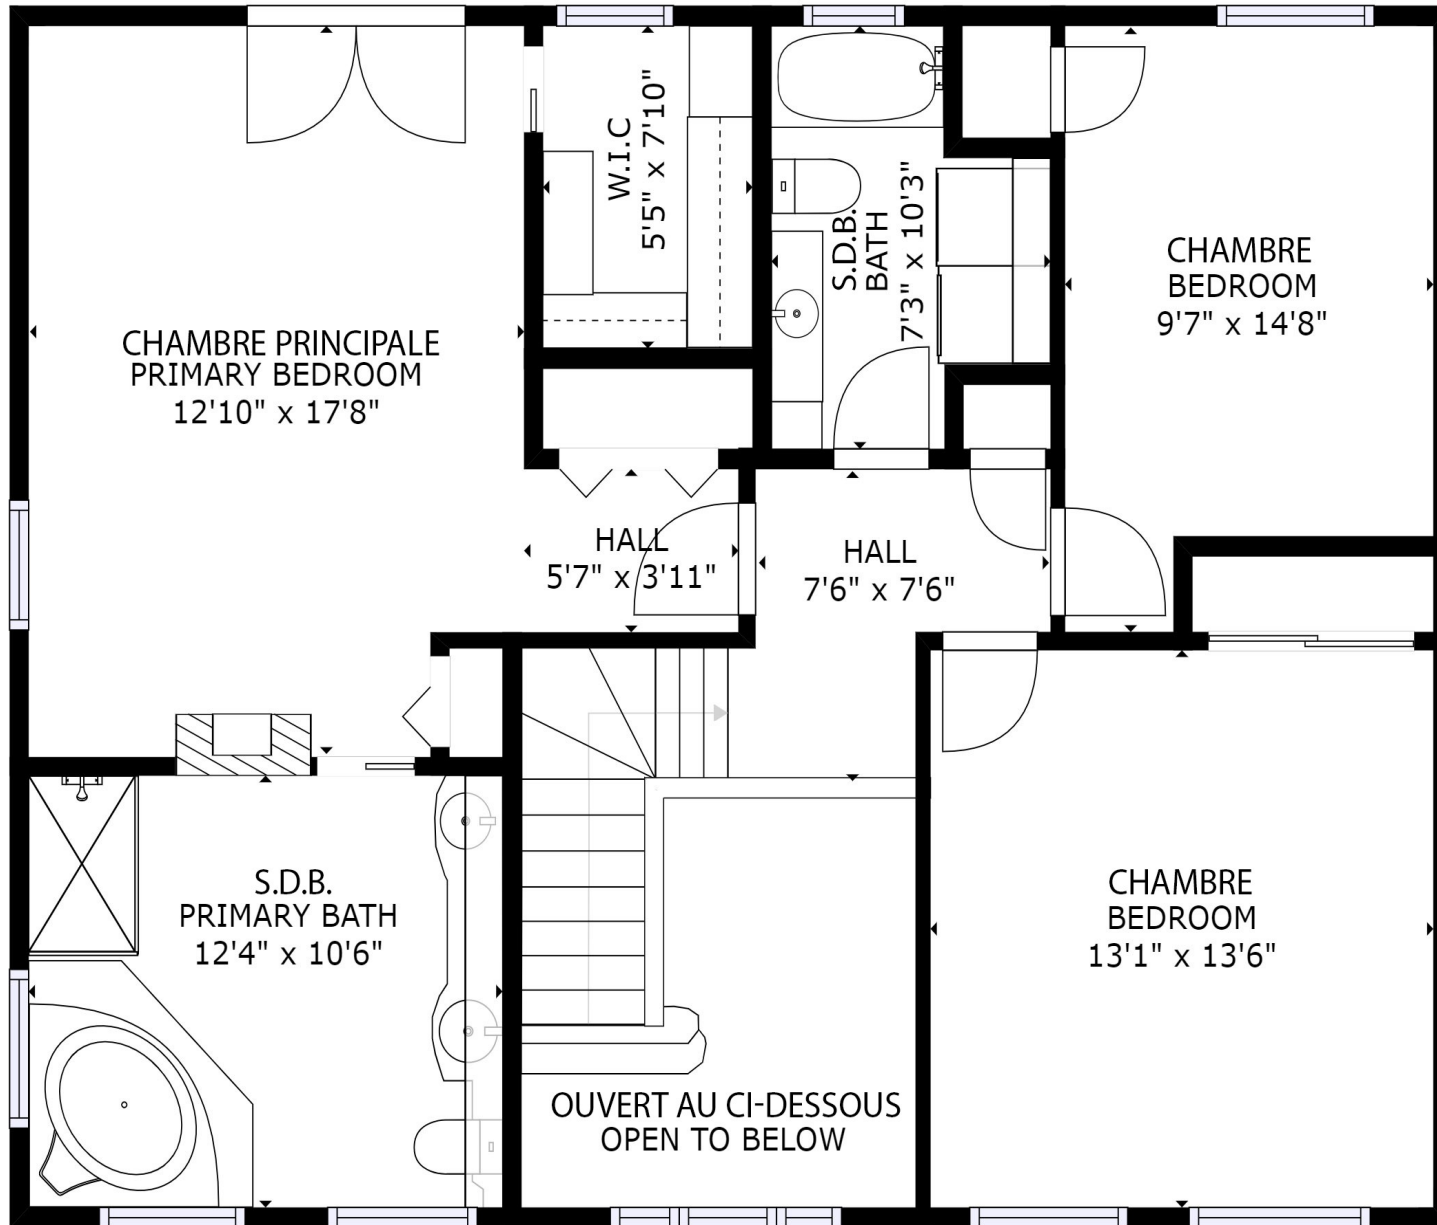 W.I.C
5'5" x 7'10"
S.D.B.
BATH
7'3" x 10'3"
CHAMBRE
BEDROOM
9'7" x 14'8"
CHAMBRE PRINCIPALE
PRIMARY BEDROOM
12'10" x 17'8"
HALL
5'7" x 3'11"
HALL
7'6" x 7'6"
S.D.B.
PRIMARY BATH
12'4" x 10'6"
CHAMBRE
BEDROOM
13'1" x 13'6"
OUVERT AU CI-DESSOUS
OPEN TO BELOW